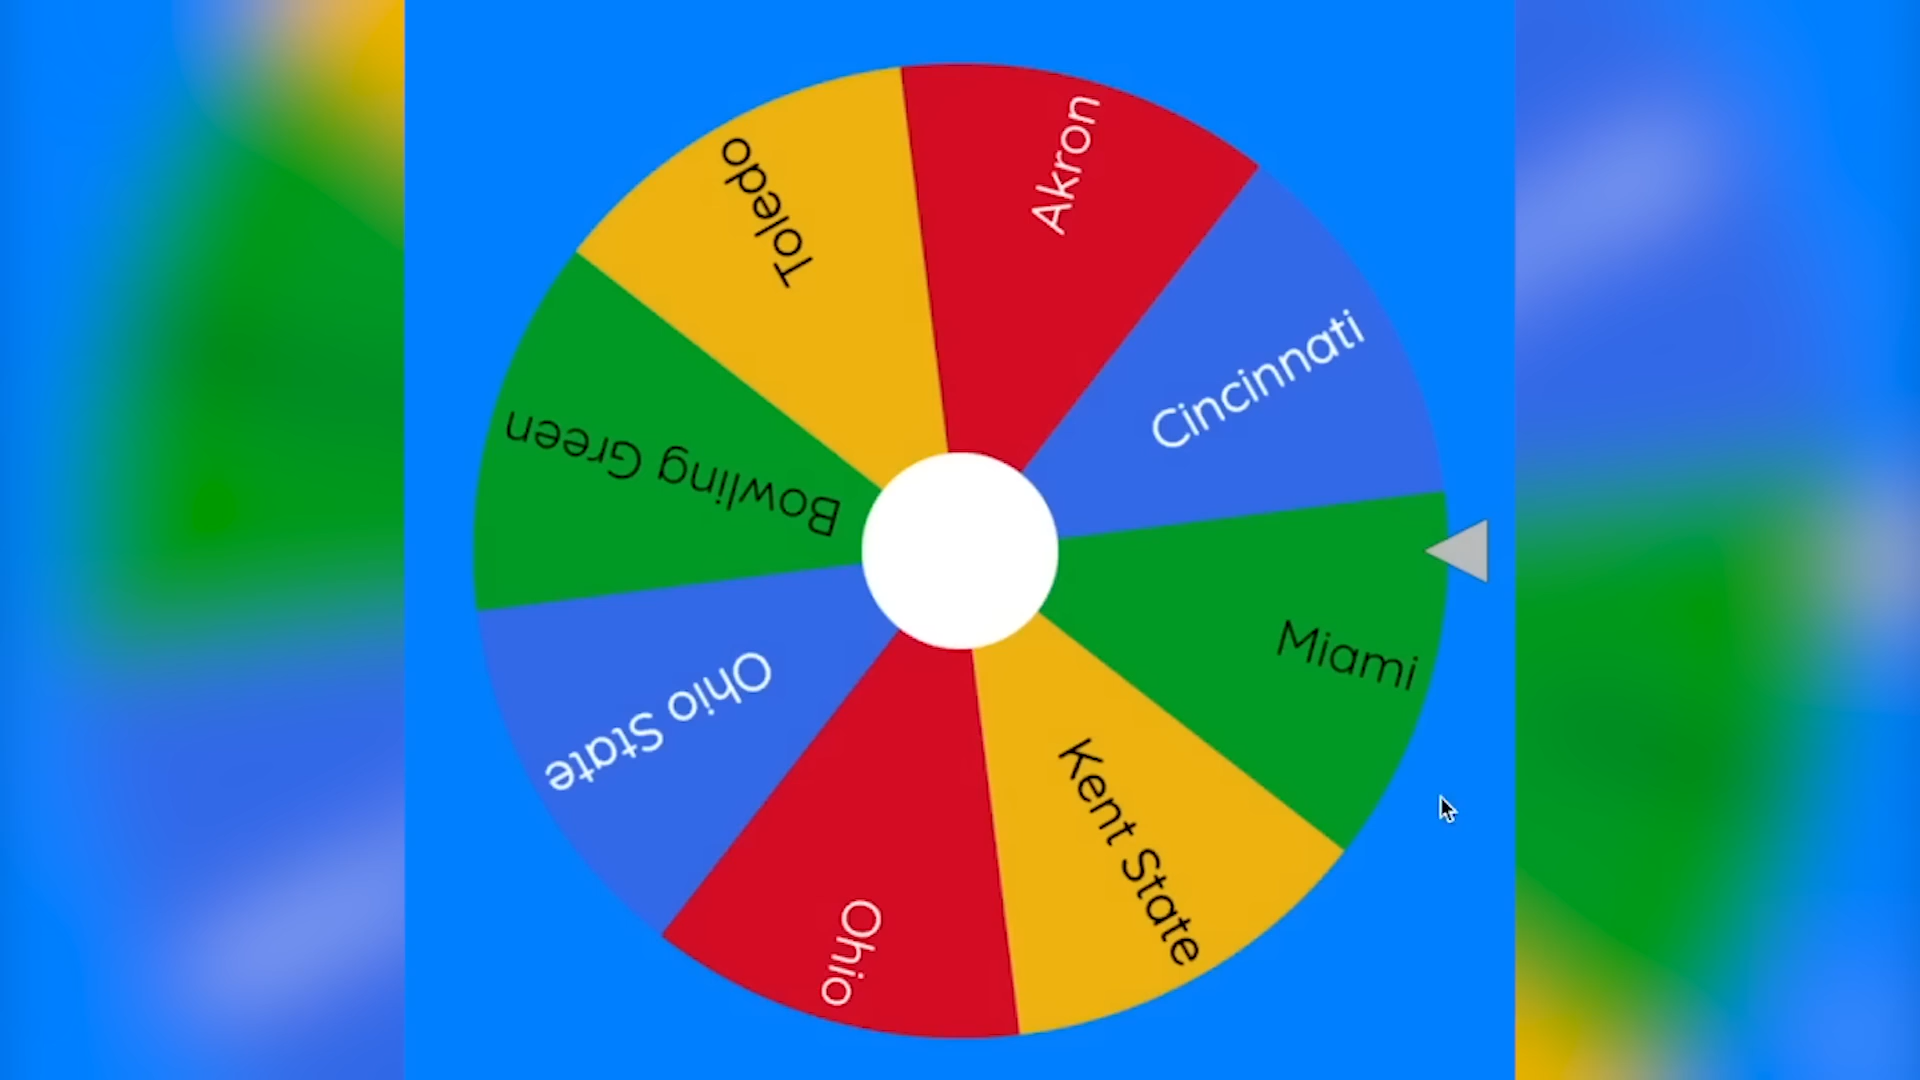 Akron
Toledo
Cincinnati
Bowling Green
Miami
Ohio State
Kent State
Ohio